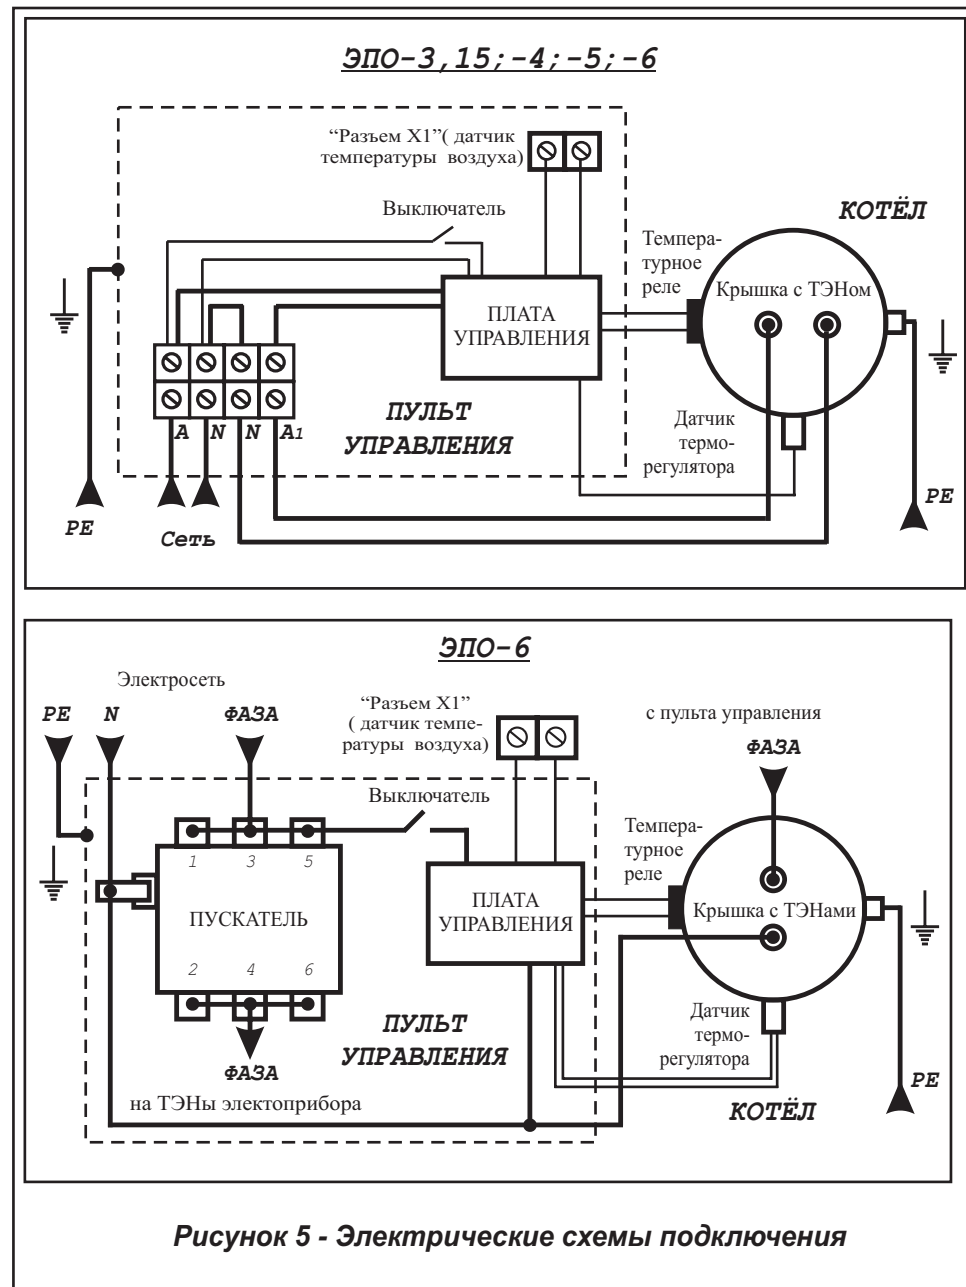 ЭПО-3,15;-4;-5;-6
“Разъем X1”( датчик
температуры воздуха)
Выключатель
КОТЁЛ
Темпера-
турное
реле
Крышка с ТЭНом
ПЛАТА
УПРАВЛЕНИЯ
ПУЛЬТ
УПРАВЛЕНИЯ
A N N A1
Датчик
термо-
регулятора
PE
Сеть
PE
ЭПО-6
Электросеть
PE N ФАЗА
“Разъем X1”
( датчик темпе-
ратуры воздуха)
с пульта управления
ФАЗА
Выключатель
1 3 5
ПУСКАТЕЛЬ
2 4 6
Темпера-
турное
реле
ПЛАТА
УПРАВЛЕНИЯ
Крышка с ТЭНами
ПУЛЬТ
УПРАВЛЕНИЯ
Датчик
термо-
регулятора
ФАЗА
на ТЭНы электоприбора
PE
КОТЁЛ
Рисунок 5 - Электрические схемы подключения